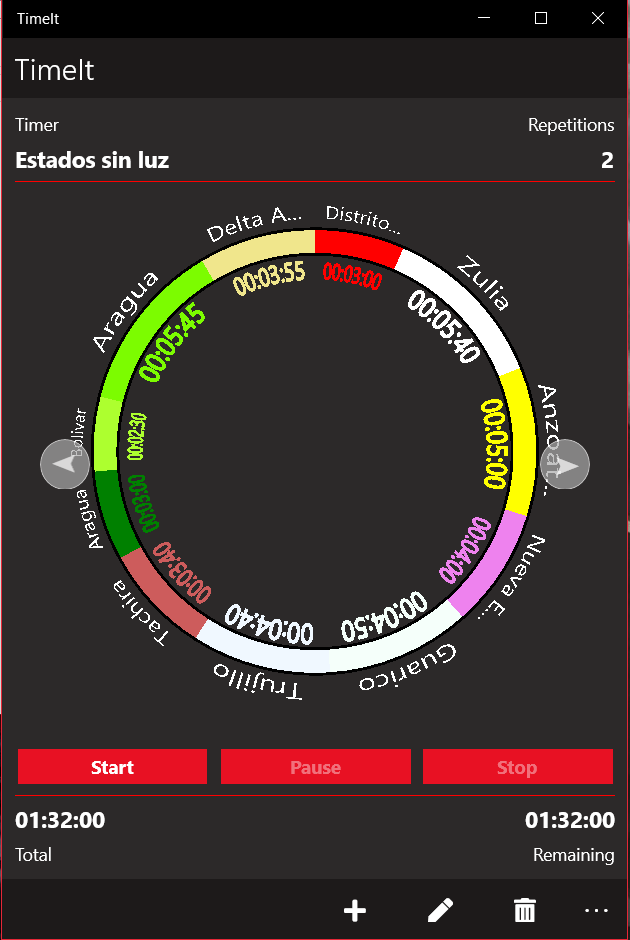 TimeIt
TimeIt
Timer
Repetitions
Estados sin luz
2
Distrito...
00:03:00
Zulia
00:05:40
Anzoát...
00:05:00
Nueva E...
00:04:00
Guarico
00:04:50
Trujillo
00:04:40
Tachira
00:03:40
Aragua
00:03:00
Bolivar
00:02:30
Aragua
00:05:45
Delta A...
00:03:55
Start
Pause
Stop
01:32:00
01:32:00
Total
Remaining